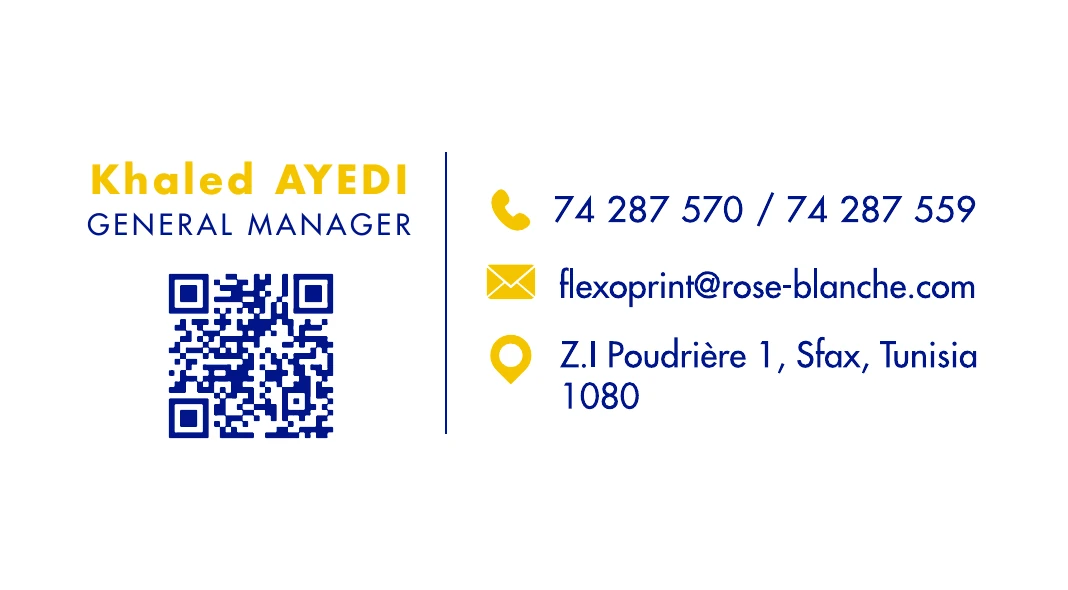 Khaled AYEDI
GENERAL MANAGER
74 287 570 / 74 287 559
flexoprint@rose-blanche.com
Z.I Poudrière 1, Sfax, Tunisia
1080